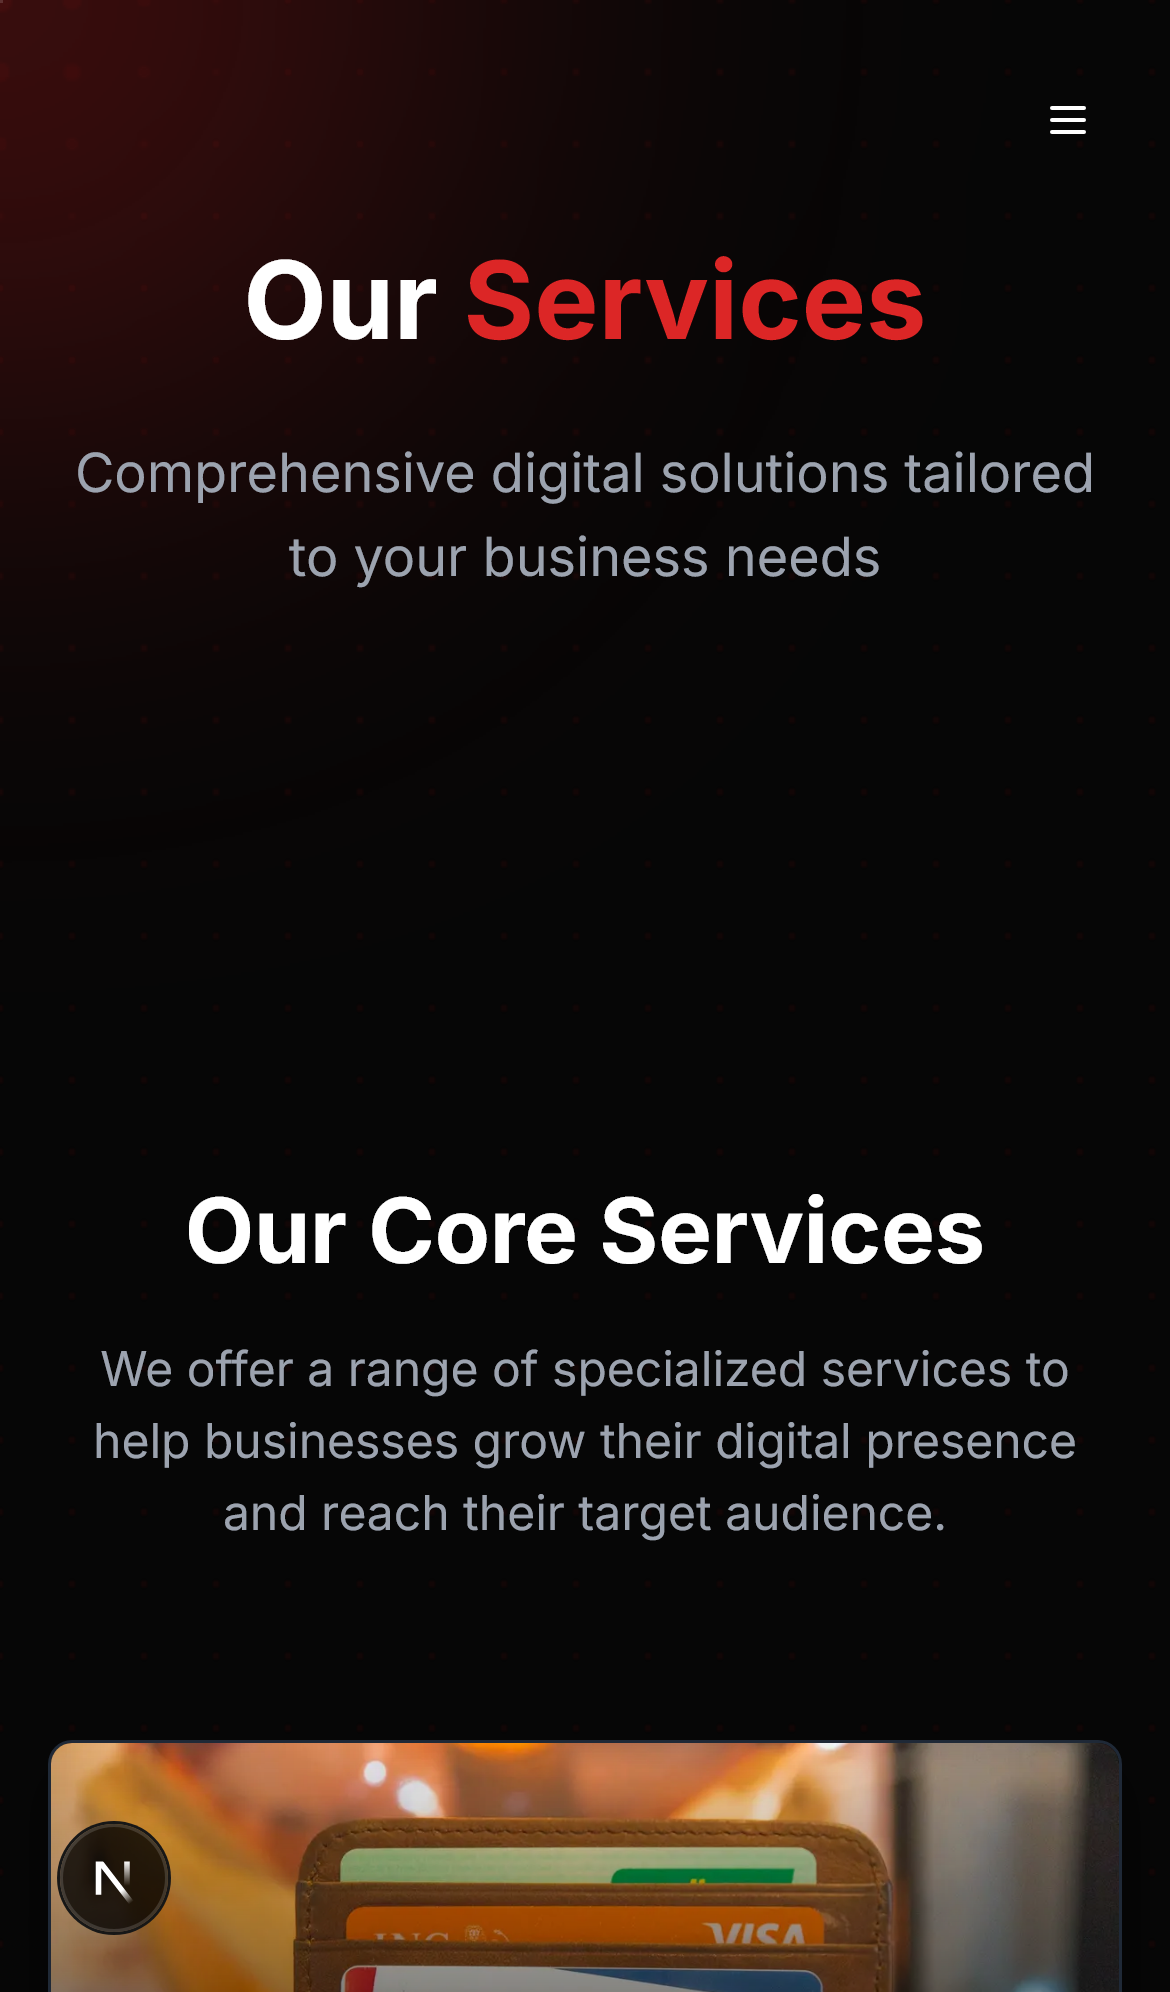 Our Services
Comprehensive digital solutions tailored
to your business needs
Our Core Services
We offer a range of specialized services to
help businesses grow their digital presence
and reach their target audience.
N
ING VISA